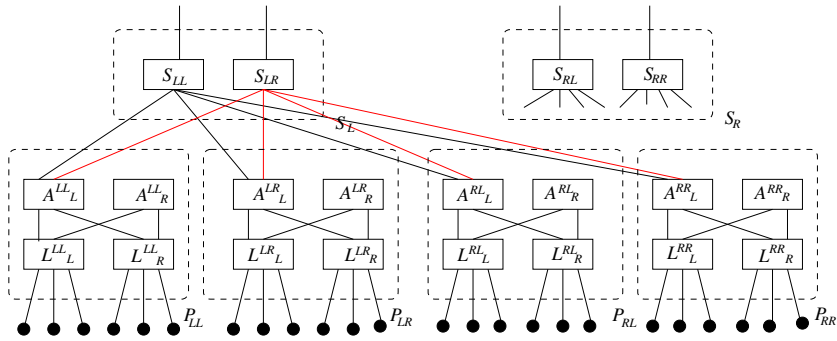 S_LL S_LR S_RL S_RR
S_L S_R
A^LL_L A^LL_R A^LR_L A^LR_R A^RL_L A^RL_R A^RR_L A^RR_R
L^LL_L L^LL_R L^LR_L L^LR_R L^RL_L L^RL_R L^RR_L L^RR_R
P_LL P_LR P_RL P_RR